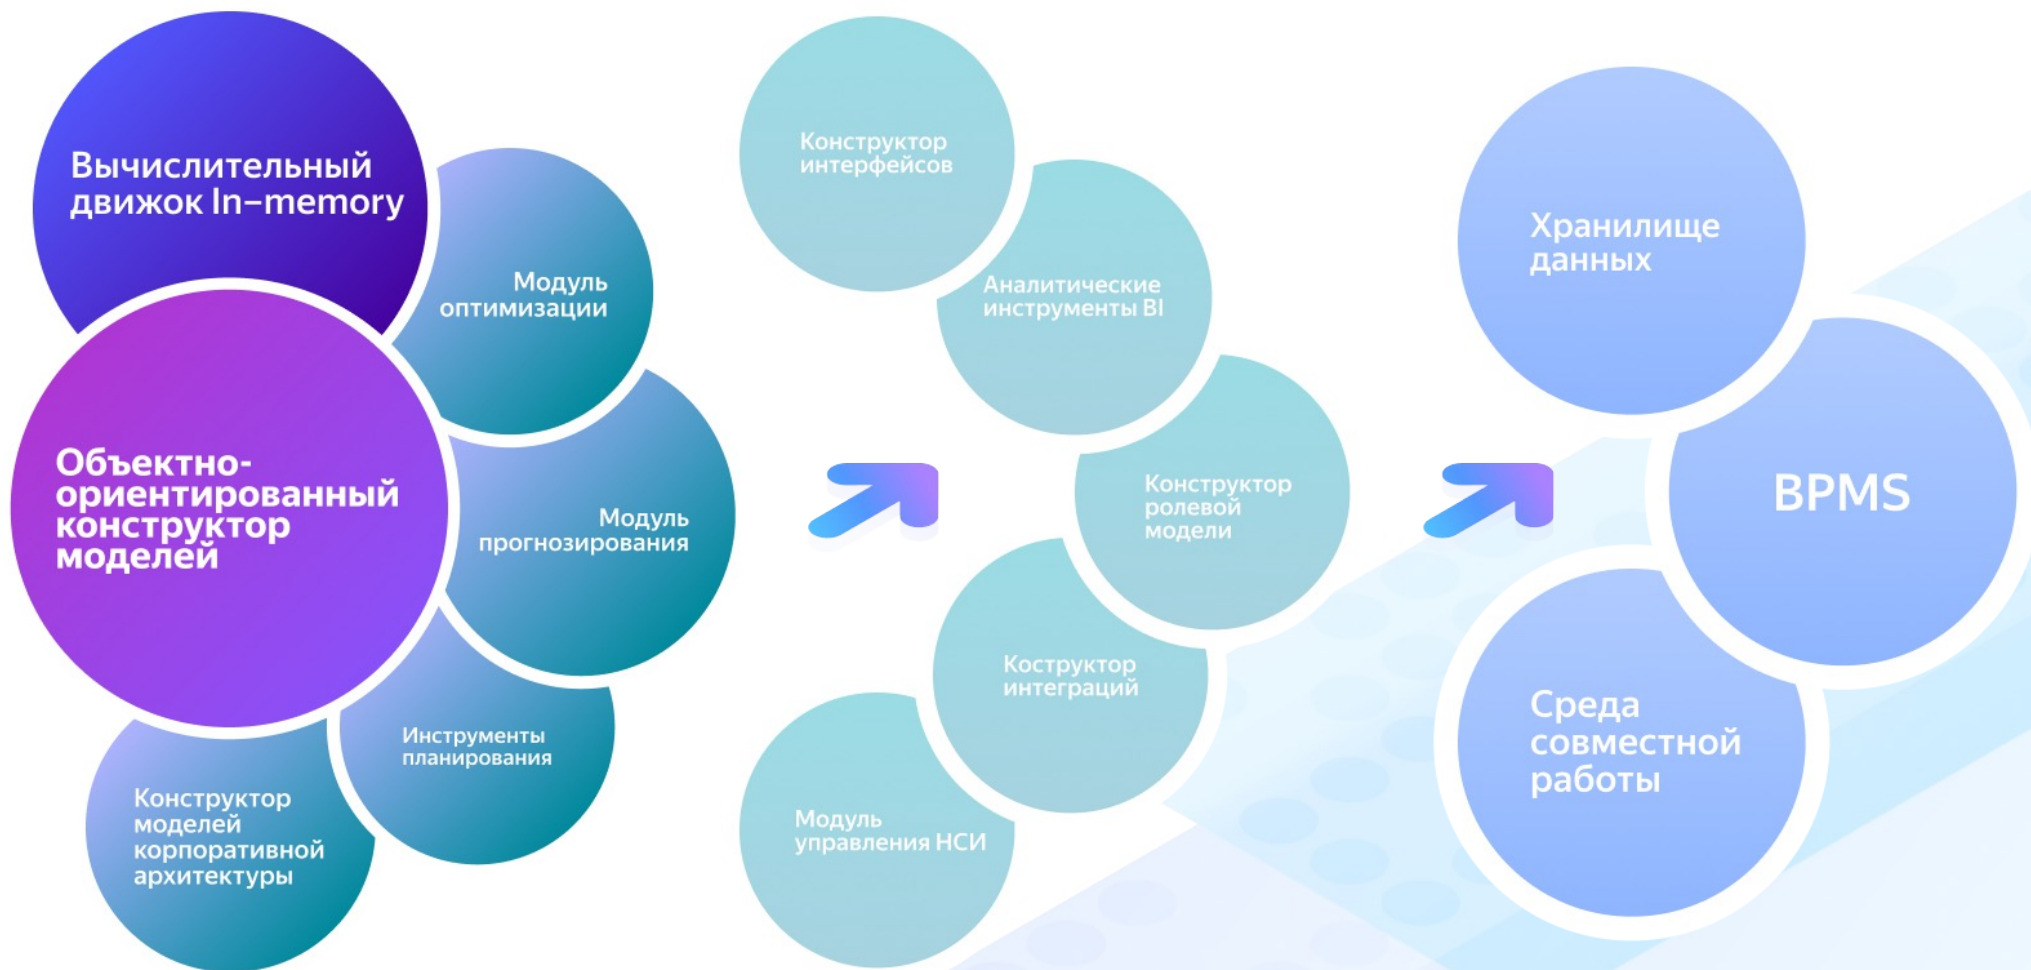 Вычислительный
движок In-memory
Модуль
оптимизации
Объектно-
ориентированный
конструктор
моделей
Модуль
прогнозирования
Инструменты
планирования
Конструктор
моделей
корпоративной
архитектуры
Конструктор
интерфейсов
Аналитические
инструменты BI
Конструктор
ролевой
модели
Коструктор
интеграций
Модуль
управления НСИ
Хранилище
данных
BPMS
Среда
совместной
работы